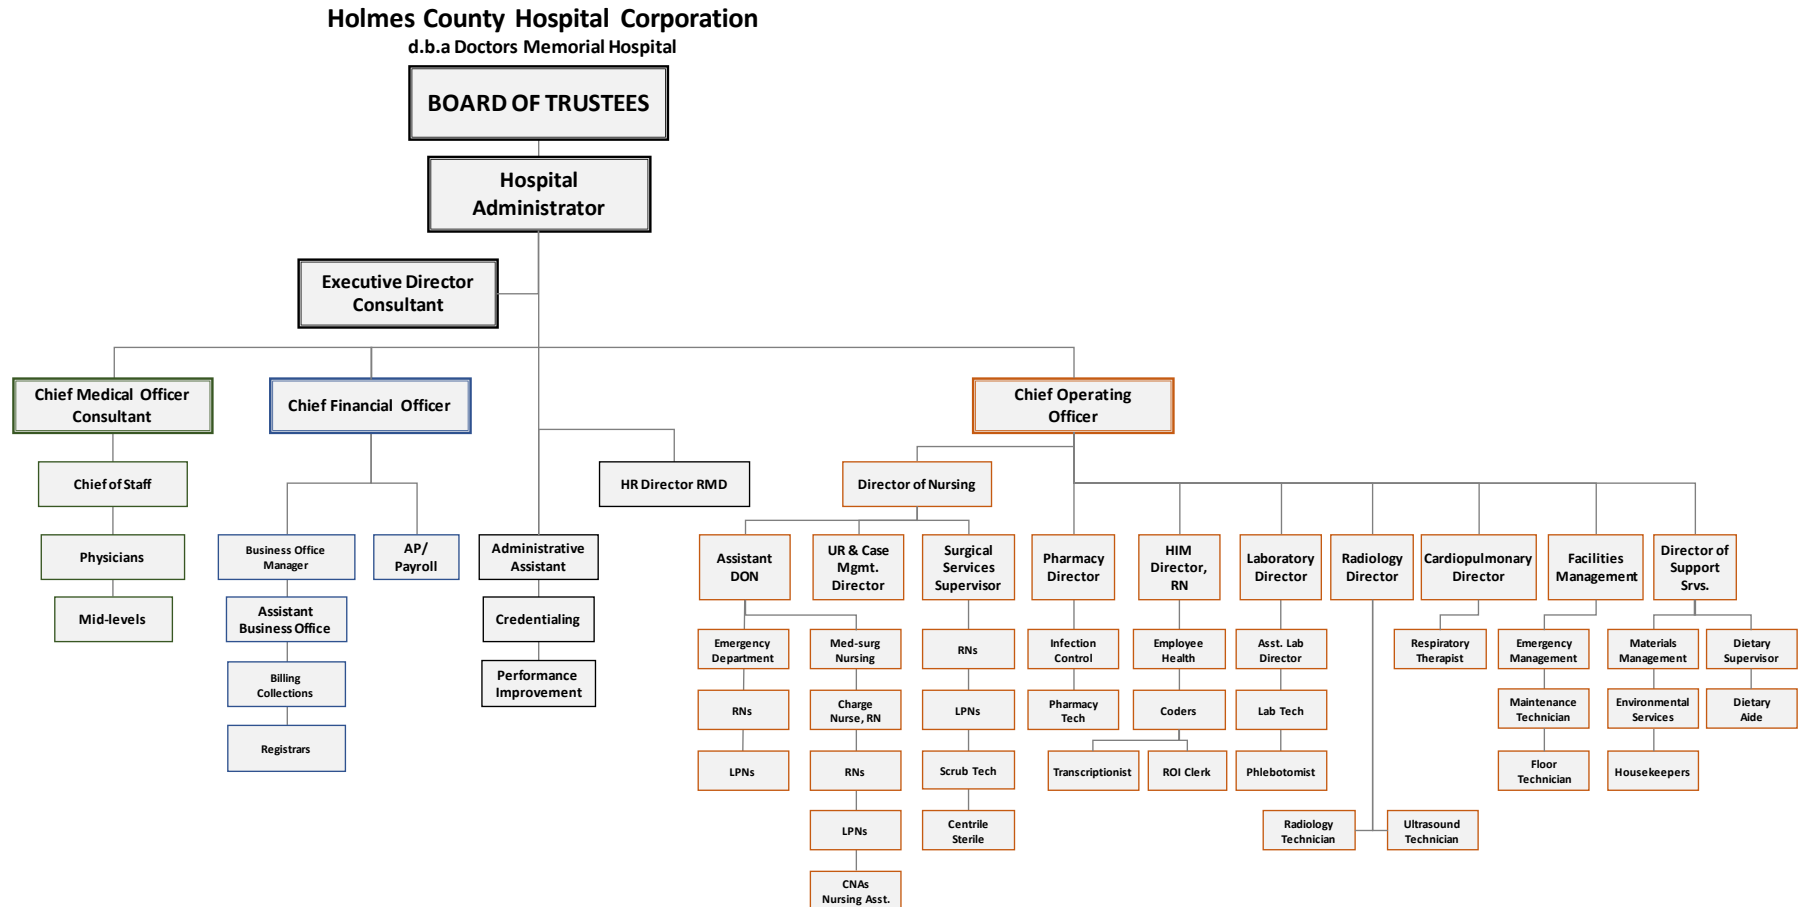 Holmes County Hospital Corporation
d.b.a Doctors Memorial Hospital
BOARD OF TRUSTEES
Hospital
Administrator
Executive Director
Consultant
Chief Medical Officer
Consultant
Chief Financial Officer
Chief Operating
Officer
Chief of Staff
HR Director RMD
Director of Nursing
Physicians
Business Office
Manager
AP/
Payroll
Administrative
Assistant
Assistant
DON
UR & Case
Mgmt.
Director
Surgical
Services
Supervisor
Pharmacy
Director
HIM
Director,
RN
Laboratory
Director
Radiology
Director
Cardiopulmonary
Director
Facilities
Management
Director of
Support
Srvs.
Mid-levels
Assistant
Business Office
Credentialing
Emergency
Department
Med-surg
Nursing
RNs
Infection
Control
Employee
Health
Asst. Lab
Director
Respiratory
Therapist
Emergency
Management
Materials
Management
Dietary
Supervisor
Billing
Collections
Performance
Improvement
RNs
Charge
Nurse, RN
LPNs
Pharmacy
Tech
Coders
Lab Tech
Maintenance
Technician
Environmental
Services
Dietary
Aide
Registrars
LPNs
RNs
Scrub Tech
Transcriptionist
ROI Clerk
Phlebotomist
Floor
Technician
Housekeepers
LPNs
Centrile
Sterile
Radiology
Technician
Ultrasound
Technician
CNAs
Nursing Asst.